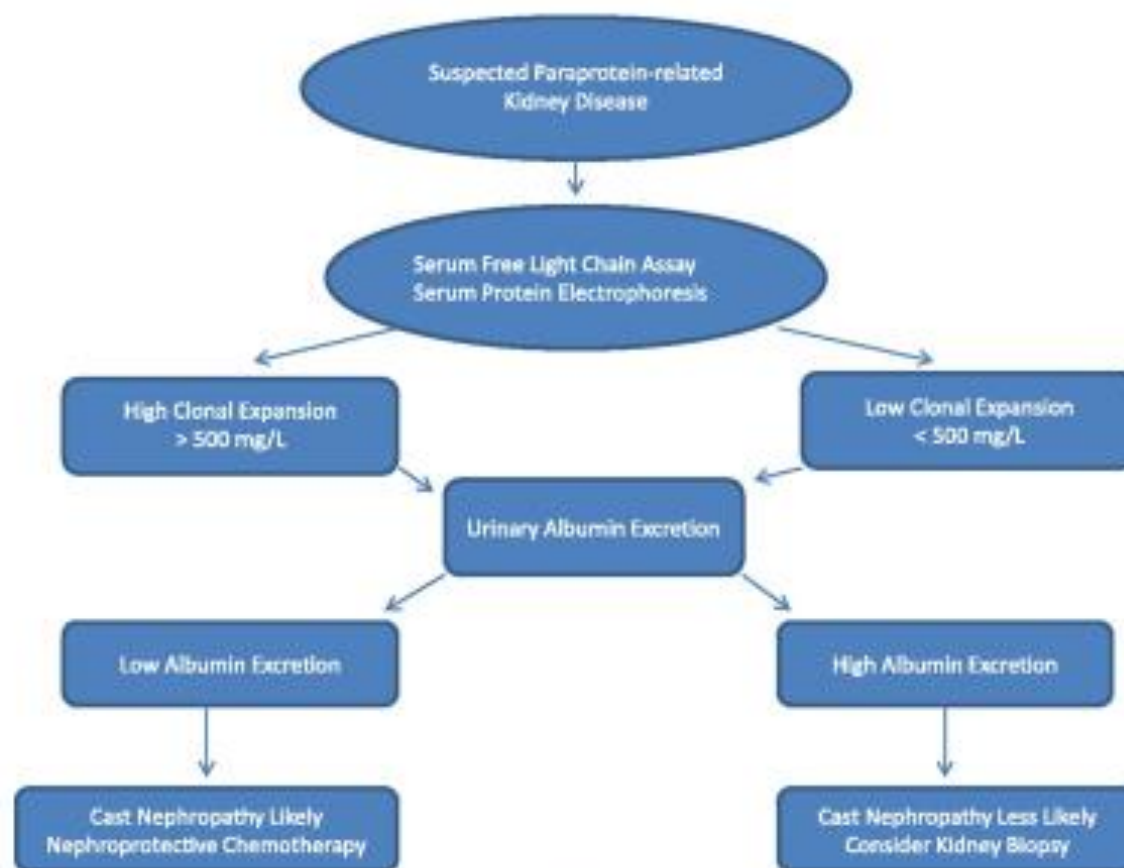 Suspected Paraprotein-related
Kidney Disease
Serum Free Light Chain Assay
Serum Protein Electrophoresis
High Clonal Expansion
> 500 mg/L
Low Clonal Expansion
< 500 mg/L
Urinary Albumin Excretion
Low Albumin Excretion
High Albumin Excretion
Cast Nephropathy Likely
Nephroprotective Chemotherapy
Cast Nephropathy Less Likely
Consider Kidney Biopsy